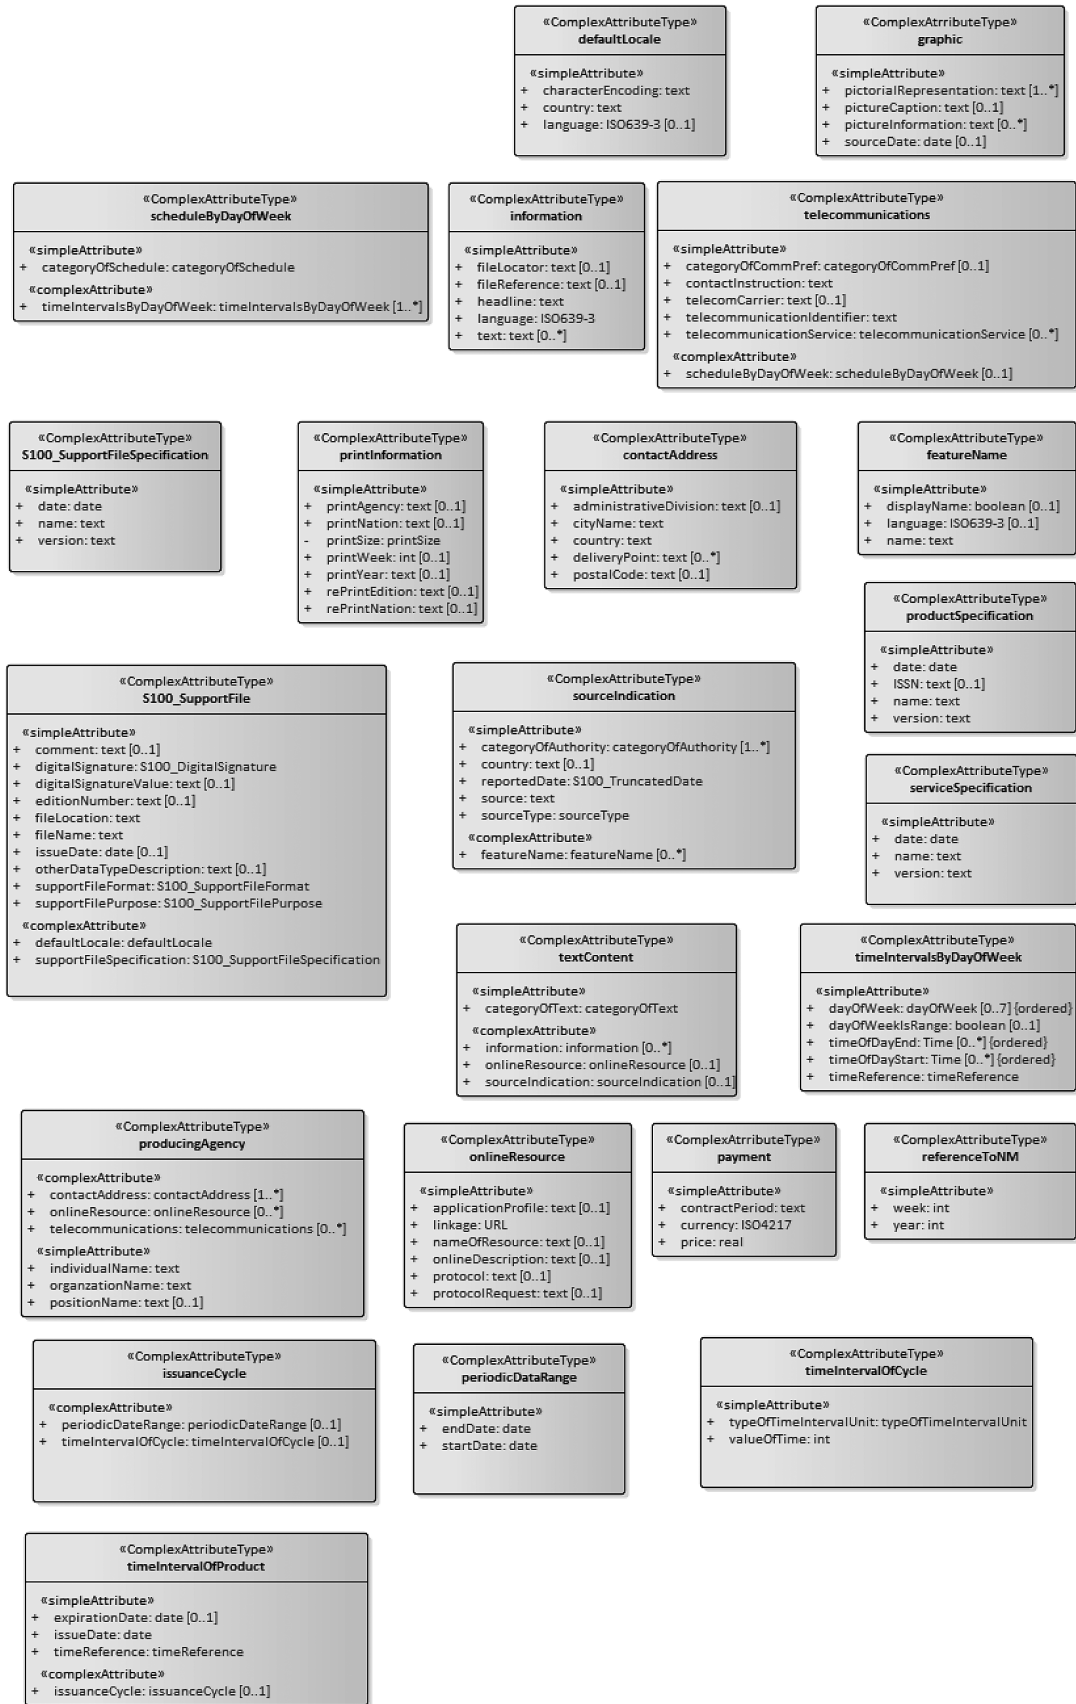 «ComplexAttributeType»
defaultLocale
«simpleAttribute»
+ characterEncoding: text
+ country: text
+ language: ISO639-3 [0..1]
«ComplexAttrributeType»
graphic
«simpleAttribute»
+ pictorialRepresentation: text [1..*]
+ pictureCaption: text [0..1]
+ pictureInformation: text [0..*]
+ sourceDate: date [0..1]
«ComplexAttributeType»
scheduleByDayOfWeek
«simpleAttribute»
+ categoryOfSchedule: categoryOfSchedule
«complexAttribute»
+ timeIntervalsByDayOfWeek: timeIntervalsByDayOfWeek [1..*]
«ComplexAttributeType»
information
«simpleAttribute»
+ fileLocator: text [0..1]
+ fileReference: text [0..1]
+ headline: text
+ language: ISO639-3
+ text: text [0..*]
«ComplexAttributeType»
telecommunications
«simpleAttribute»
+ categoryOfCommPref: categoryOfCommPref [0..1]
+ contactInstruction: text
+ telecomCarrier: text [0..1]
+ telecommunicationIdentifier: text
+ telecommunicationService: telecommunicationService [0..*]
«complexAttribute»
+ scheduleByDayOfWeek: scheduleByDayOfWeek [0..1]
«ComplexAttributeType»
S100_SupportFileSpecification
«simpleAttribute»
+ date: date
+ name: text
+ version: text
«ComplexAttributeType»
printInformation
«simpleAttribute»
+ printAgency: text [0..1]
+ printNation: text [0..1]
- printSize: printSize
+ printWeek: int [0..1]
+ printYear: text [0..1]
+ rePrintEdition: text [0..1]
+ rePrintNation: text [0..1]
«ComplexAttributeType»
contactAddress
«simpleAttribute»
+ administrativeDivision: text [0..1]
+ cityName: text
+ country: text
+ deliveryPoint: text [0..*]
+ postalCode: text [0..1]
«ComplexAttributeType»
featureName
«simpleAttribute»
+ displayName: boolean [0..1]
+ language: ISO639-3 [0..1]
+ name: text
«ComplexAttributeType»
productSpecification
«simpleAttribute»
+ date: date
+ ISSN: text [0..1]
+ name: text
+ version: text
«ComplexAttributeType»
S100_SupportFile
«simpleAttribute»
+ comment: text [0..1]
+ digitalSignature: S100_DigitalSignature
+ digitalSignatureValue: text [0..1]
+ editionNumber: text [0..1]
+ fileLocation: text
+ fileName: text
+ issueDate: date [0..1]
+ otherDataTypeDescription: text [0..1]
+ supportFileFormat: S100_SupportFileFormat
+ supportFilePurpose: S100_SupportFilePurpose
«complexAttribute»
+ defaultLocale: defaultLocale
+ supportFileSpecification: S100_SupportFileSpecification
«ComplexAttributeType»
sourceIndication
«simpleAttribute»
+ categoryOfAuthority: categoryOfAuthority [1..*]
+ country: text [0..1]
+ reportedDate: S100_TruncatedDate
+ source: text
+ sourceType: sourceType
«complexAttribute»
+ featureName: featureName [0..*]
«ComplexAttributeType»
serviceSpecification
«simpleAttribute»
+ date: date
+ name: text
+ version: text
«ComplexAttributeType»
textContent
«simpleAttribute»
+ categoryOfText: categoryOfText
«complexAttribute»
+ information: information [0..*]
+ onlineResource: onlineResource [0..1]
+ sourceIndication: sourceIndication [0..1]
«ComplexAttributeType»
timeIntervalsByDayOfWeek
«simpleAttribute»
+ dayOfWeek: dayOfWeek [0..7] {ordered}
+ dayOfWeekIsRange: boolean [0..1]
+ timeOfDayEnd: Time [0..*] {ordered}
+ timeOfDayStart: Time [0..*] {ordered}
+ timeReference: timeReference
«ComplexAttributeType»
producingAgency
«complexAttribute»
+ contactAddress: contactAddress [1..*]
+ onlineResource: onlineResource [0..*]
+ telecommunications: telecommunications [0..*]
«simpleAttribute»
+ individualName: text
+ organzationName: text
+ positionName: text [0..1]
«ComplexAttributeType»
onlineResource
«simpleAttribute»
+ applicationProfile: text [0..1]
+ linkage: URL
+ nameOfResource: text [0..1]
+ onlineDescription: text [0..1]
+ protocol: text [0..1]
+ protocolRequest: text [0..1]
«ComplexAttrributeType»
payment
«simpleAttribute»
+ contractPeriod: text
+ currency: ISO4217
+ price: real
«ComplexAttributeType»
referenceToNM
«simpleAttribute»
+ week: int
+ year: int
«ComplexAttributeType»
issuanceCycle
«complexAttribute»
+ periodicDateRange: periodicDateRange [0..1]
+ timeIntervalOfCycle: timeIntervalOfCycle [0..1]
«ComplexAttributeType»
periodicDataRange
«simpleAttribute»
+ endDate: date
+ startDate: date
«ComplexAttributeType»
timeIntervalOfCycle
«simpleAttribute»
+ typeOfTimeIntervalUnit: typeOfTimeIntervalUnit
+ valueOfTime: int
«ComplexAttributeType»
timeIntervalOfProduct
«simpleAttribute»
+ expirationDate: date [0..1]
+ issueDate: date
+ timeReference: timeReference
«complexAttribute»
+ issuanceCycle: issuanceCycle [0..1]